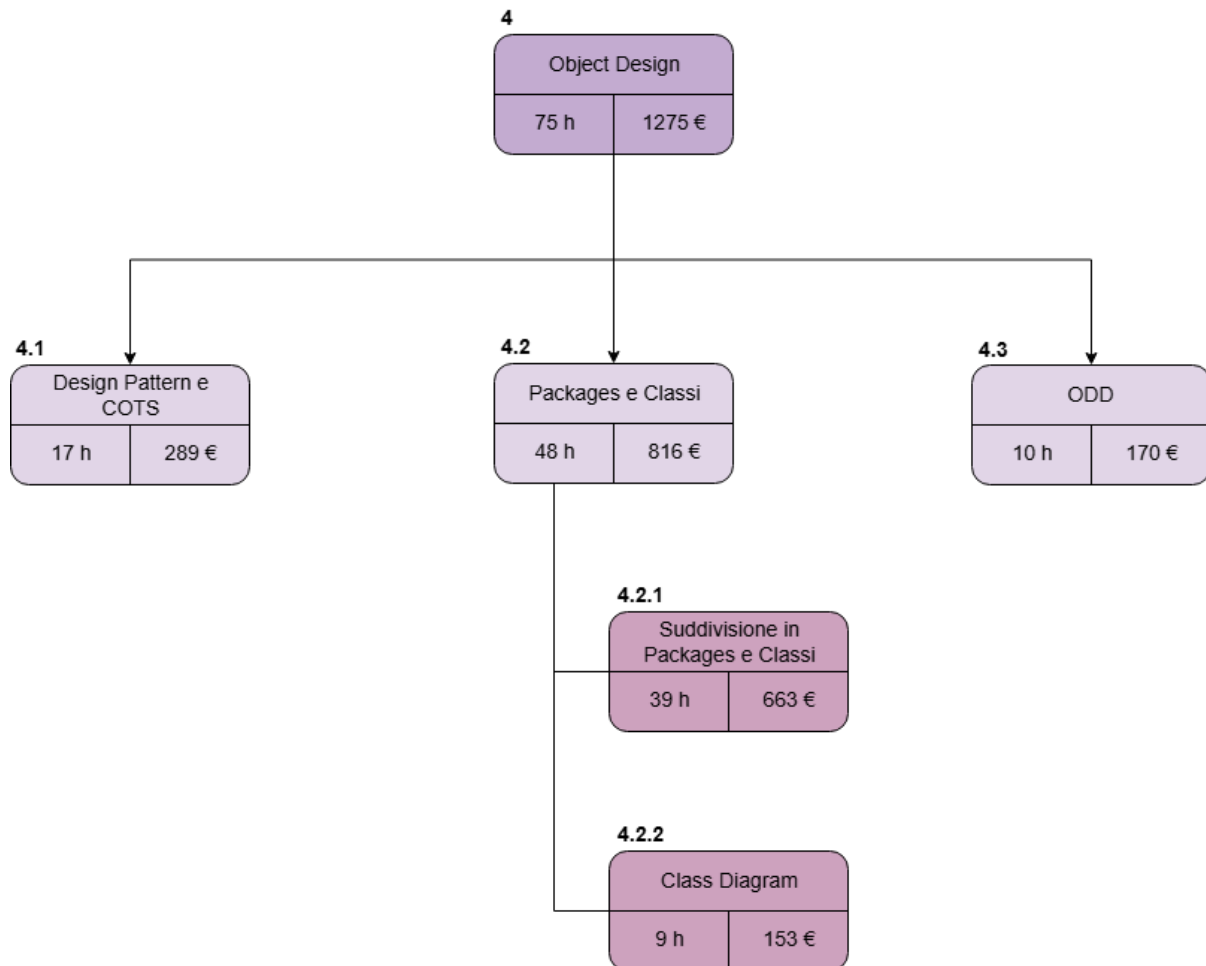 4
Object Design
75 h 1275 €
4.1
Design Pattern e
COTS
17 h 289 €
4.2
Packages e Classi
48 h 816 €
4.3
ODD
10 h 170 €
4.2.1
Suddivisione in
Packages e Classi
39 h 663 €
4.2.2
Class Diagram
9 h 153 €